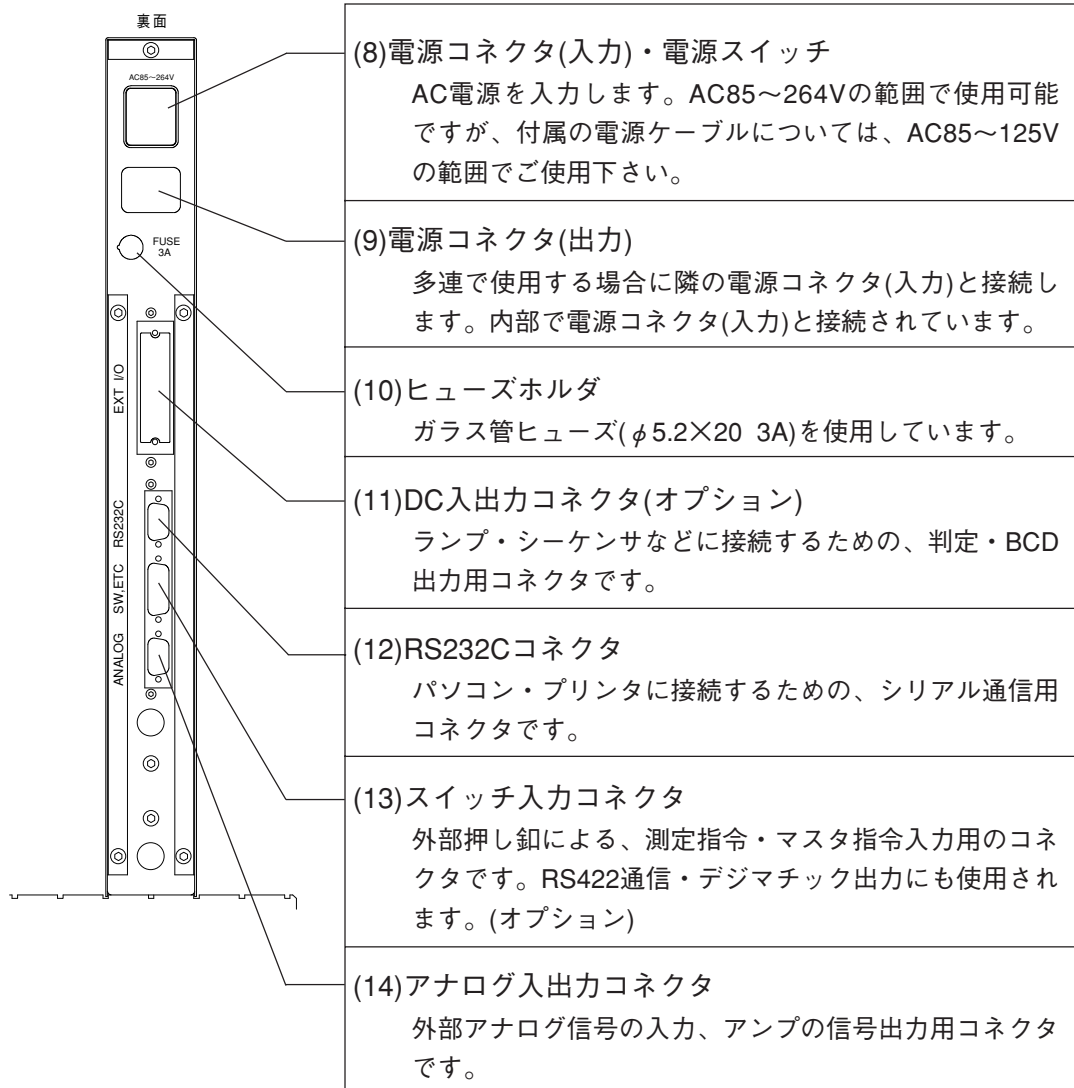 裏面
AC85〜264V
FUSE
3A
EXT I/O
RS232C
SW,ETC
ANALOG
(8)電源コネクタ(入力)・電源スイッチ
AC電源を入力します。AC85〜264Vの範囲で使用可能
ですが、付属の電源ケーブルについては、AC85〜125V
の範囲でご使用下さい。
(9)電源コネクタ(出力)
多連で使用する場合に隣の電源コネクタ(入力)と接続し
ます。内部で電源コネクタ(入力)と接続されています。
(10)ヒューズホルダ
ガラス管ヒューズ(φ5.2×20 3A)を使用しています。
(11)DC入出力コネクタ(オプション)
ランプ・シーケンサなどに接続するための、判定・BCD
出力用コネクタです。
(12)RS232Cコネクタ
パソコン・プリンタに接続するための、シリアル通信用
コネクタです。
(13)スイッチ入力コネクタ
外部押し釦による、測定指令・マスタ指令入力用のコネ
クタです。RS422通信・デジマチック出力にも使用され
ます。(オプション)
(14)アナログ入出力コネクタ
外部アナログ信号の入力、アンプの信号出力用コネクタ
です。